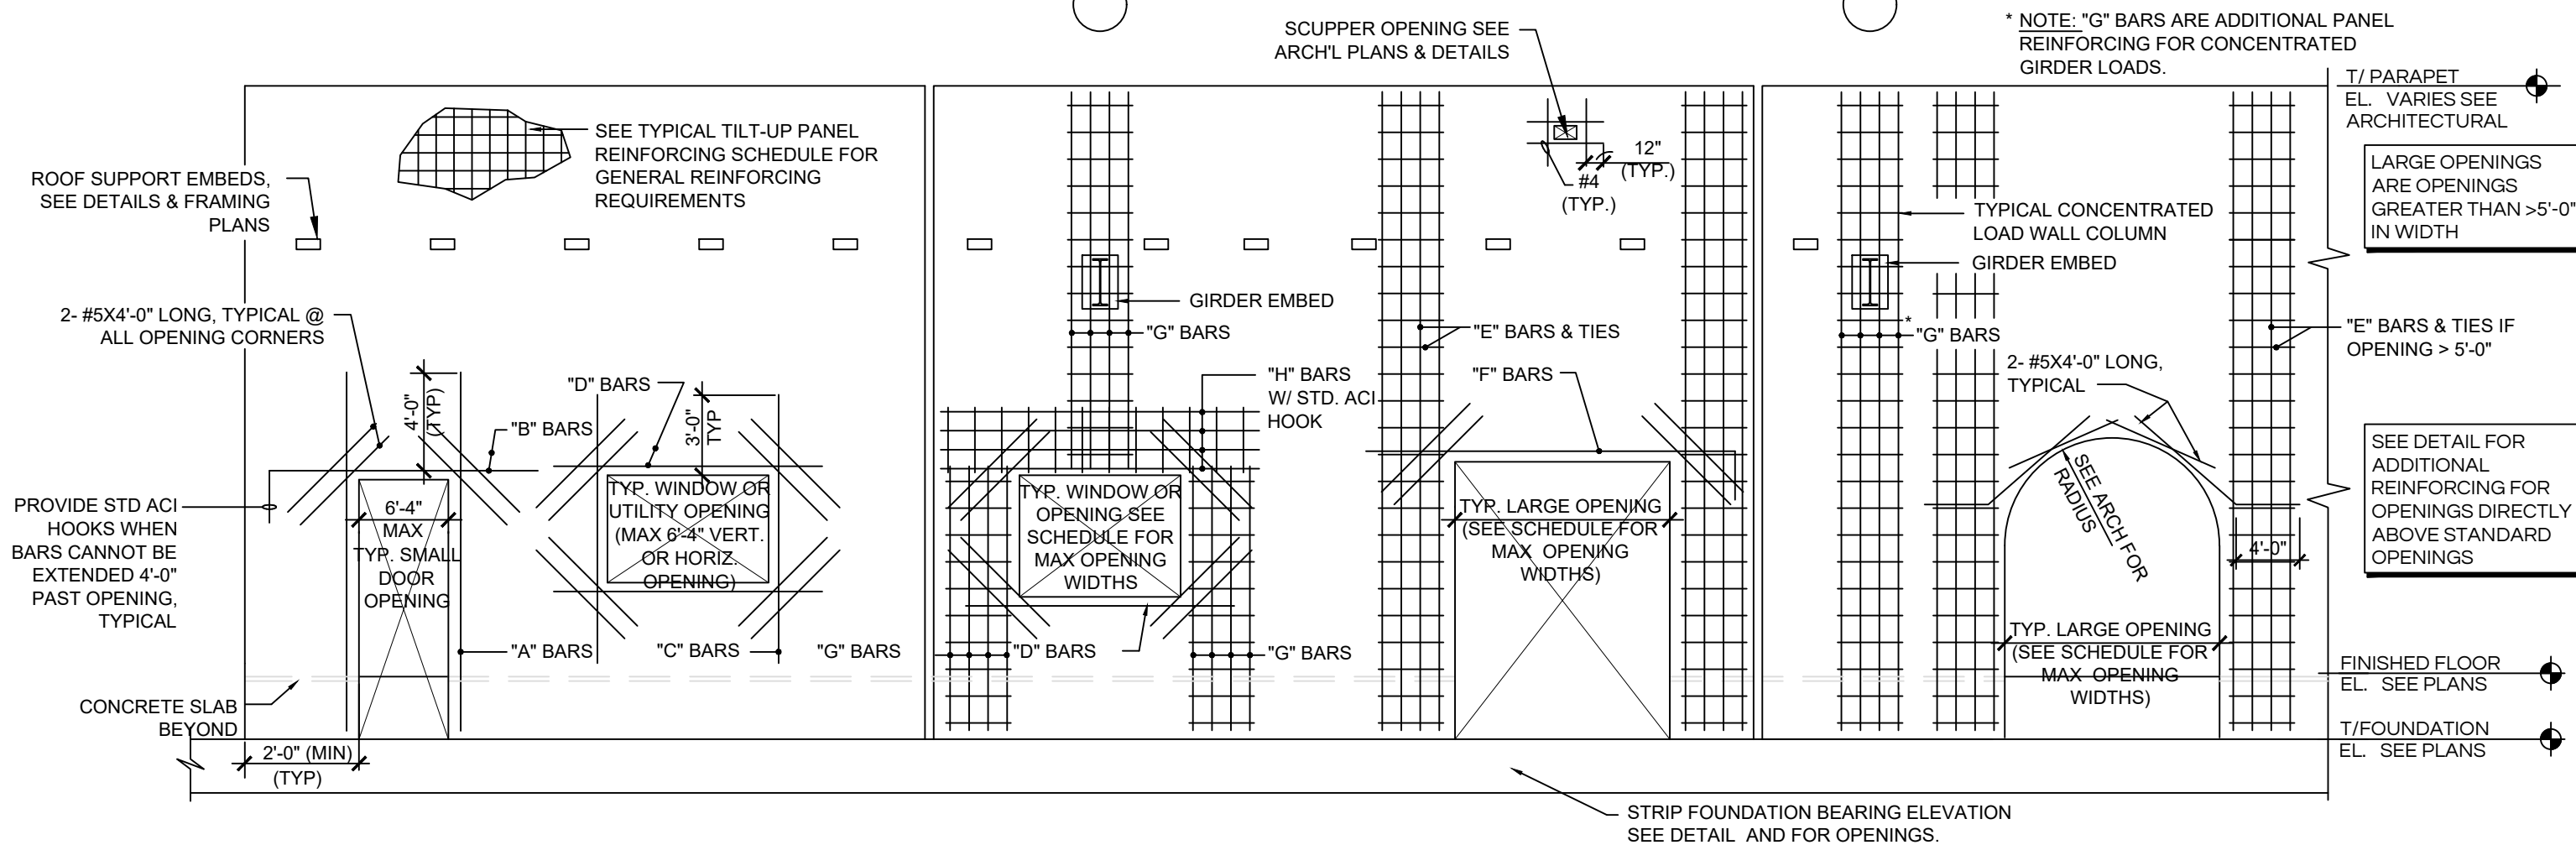 SCUPPER OPENING SEE
ARCH'L PLANS & DETAILS
* NOTE: "G" BARS ARE ADDITIONAL PANEL
REINFORCING FOR CONCENTRATED
GIRDER LOADS.
T/ PARAPET
EL. VARIES SEE
ARCHITECTURAL
SEE TYPICAL TILT-UP PANEL
REINFORCING SCHEDULE FOR
GENERAL REINFORCING
REQUIREMENTS
12"
(TYP.)
#4
(TYP.)
LARGE OPENINGS
ARE OPENINGS
GREATER THAN >5'-0"
IN WIDTH
ROOF SUPPORT EMBEDS,
SEE DETAILS & FRAMING
PLANS
TYPICAL CONCENTRATED
LOAD WALL COLUMN
GIRDER EMBED
GIRDER EMBED
2- #5X4'-0" LONG, TYPICAL @
ALL OPENING CORNERS
"G" BARS
"E" BARS & TIES
*
"G" BARS
"E" BARS & TIES IF
OPENING > 5'-0"
4'-0"
(TYP)
"D" BARS
3'-0"
TYP
"H" BARS
W/ STD. ACI
HOOK
"F" BARS
2- #5X4'-0" LONG,
TYPICAL
"B" BARS
PROVIDE STD ACI
HOOKS WHEN
BARS CANNOT BE
EXTENDED 4'-0"
PAST OPENING,
TYPICAL
6'-4"
MAX
TYP. SMALL
DOOR
OPENING
TYP. WINDOW OR
UTILITY OPENING
(MAX 6'-4" VERT.
OR HORIZ.
OPENING)
TYP. WINDOW OR
OPENING SEE
SCHEDULE FOR
MAX OPENING
WIDTHS
TYP. LARGE OPENING
(SEE SCHEDULE FOR
MAX OPENING
WIDTHS)
SEE ARCH FOR
RADIUS
4'-0"
SEE DETAIL FOR
ADDITIONAL
REINFORCING FOR
OPENINGS DIRECTLY
ABOVE STANDARD
OPENINGS
"A" BARS
"C" BARS
"G" BARS
"D" BARS
"G" BARS
TYP. LARGE OPENING
(SEE SCHEDULE FOR
MAX OPENING
WIDTHS)
FINISHED FLOOR
EL. SEE PLANS
CONCRETE SLAB
BEYOND
T/FOUNDATION
EL. SEE PLANS
2'-0" (MIN)
(TYP)
STRIP FOUNDATION BEARING ELEVATION
SEE DETAIL AND FOR OPENINGS.